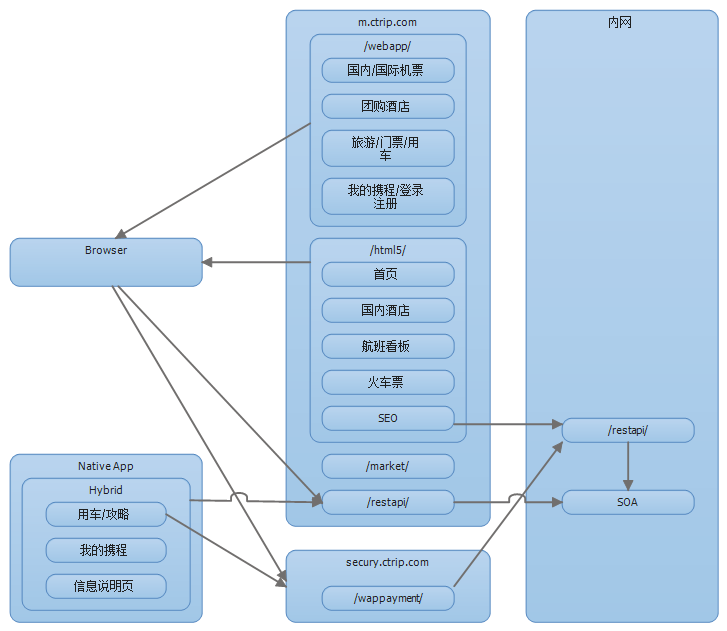 m.ctrip.com
/webapp/
国内/国际机票
团购酒店
旅游/门票/用
车
我的携程/登录
注册
Browser
/html5/
首页
国内酒店
航班看板
火车票
SEO
/market/
/restapi/
Native App
Hybrid
用车/攻略
我的携程
信息说明页
secury.ctrip.com
/wappayment/
内网
/restapi/
SOA